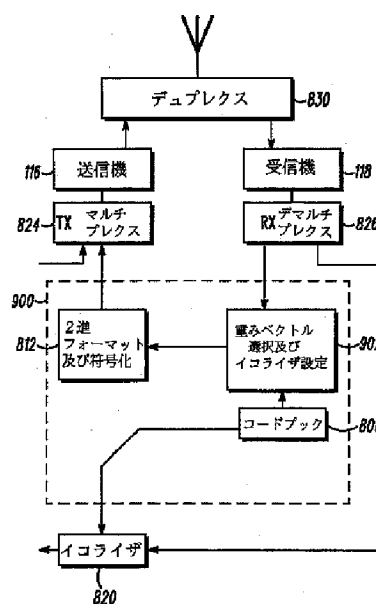 デュプレクス
830
116
送信機
受信機
118
824
TX マルチ
プレクス
RX デマルチ
プレクス
826
900
812
2進
フォーマット
及び符号化
重みベクトル
選択及び
イコライザ設定
コードブック
イコライザ
820